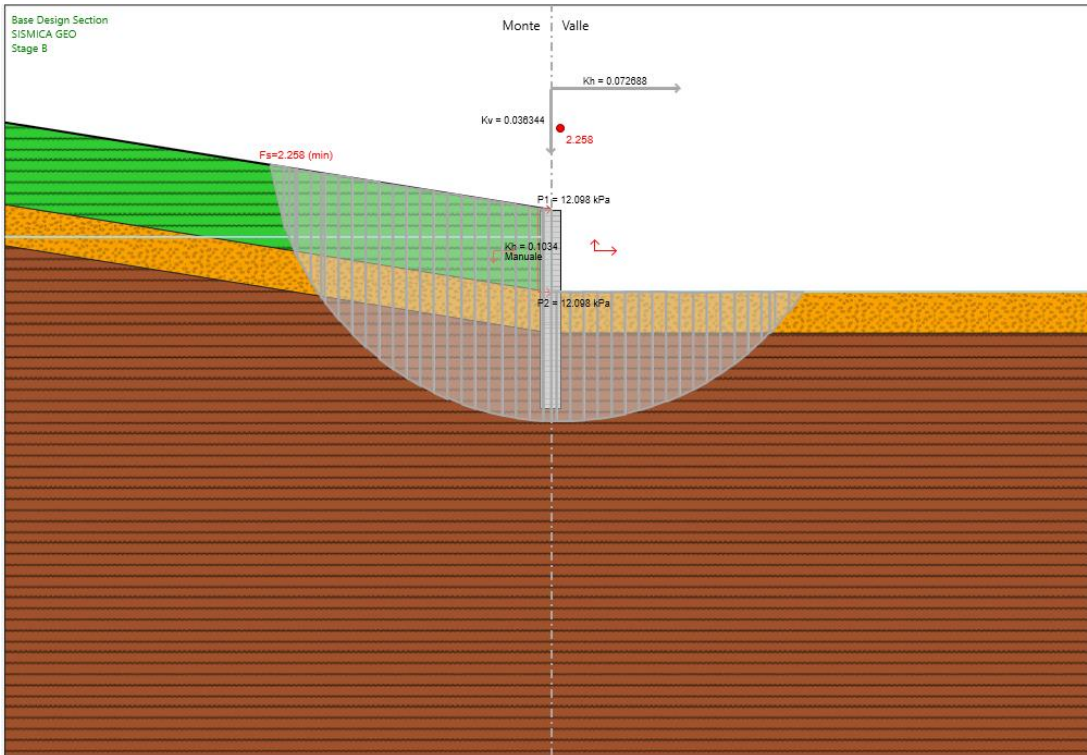 Base Design Section
SISMICA GEO
Stage B
Monte
Valle
Kh = 0.072688
Kv = 0.036344
2.258
Fs=2.258 (min)
P1 = 12.098 kPa
Kh = 0.1034
Manuale
P2 = 12.098 kPa